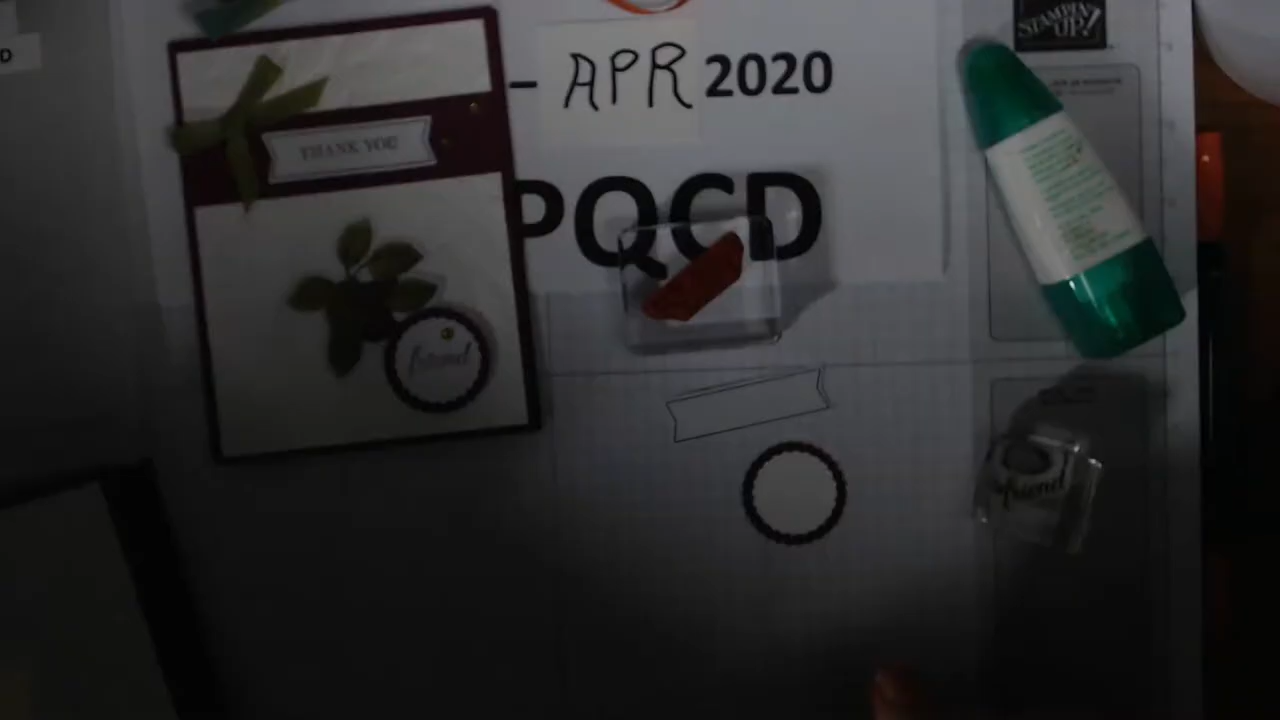 D
STAMPIN' UP!
– APR 2020
THANK YOU
PQCD
friend
friend